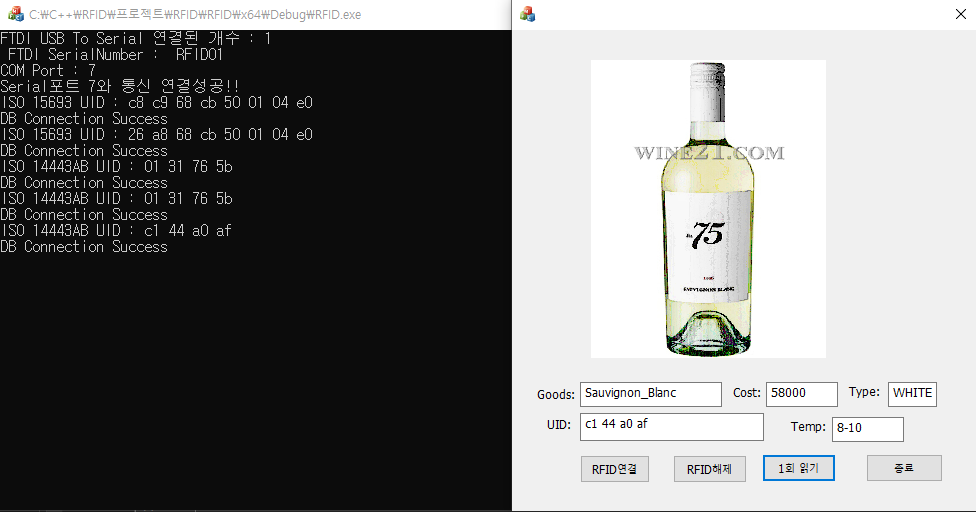 C:₩C++₩RFID₩프로젝트₩RFID₩RFID₩x64₩Debug₩RFID.exe
FTDI USB To Serial 연결된 개수 : 1
FTDI SerialNumber :  RFID01
COM Port : 7
Serial포트 7와 통신 연결성공!!
ISO 15693 UID : c8 c9 68 cb 50 01 04 e0
DB Connection Success
ISO 15693 UID : 26 a8 68 cb 50 01 04 e0
DB Connection Success
ISO 14443AB UID : 01 31 76 5b
DB Connection Success
ISO 14443AB UID : 01 31 76 5b
DB Connection Success
ISO 14443AB UID : c1 44 a0 af
DB Connection Success
WINE21.COM
75
SAUVIGNON BLANC
Goods: Sauvignon_Blanc Cost: 58000 Type: WHITE
UID: c1 44 a0 af Temp: 8-10
RFID연결 RFID해제 1회 읽기 종료